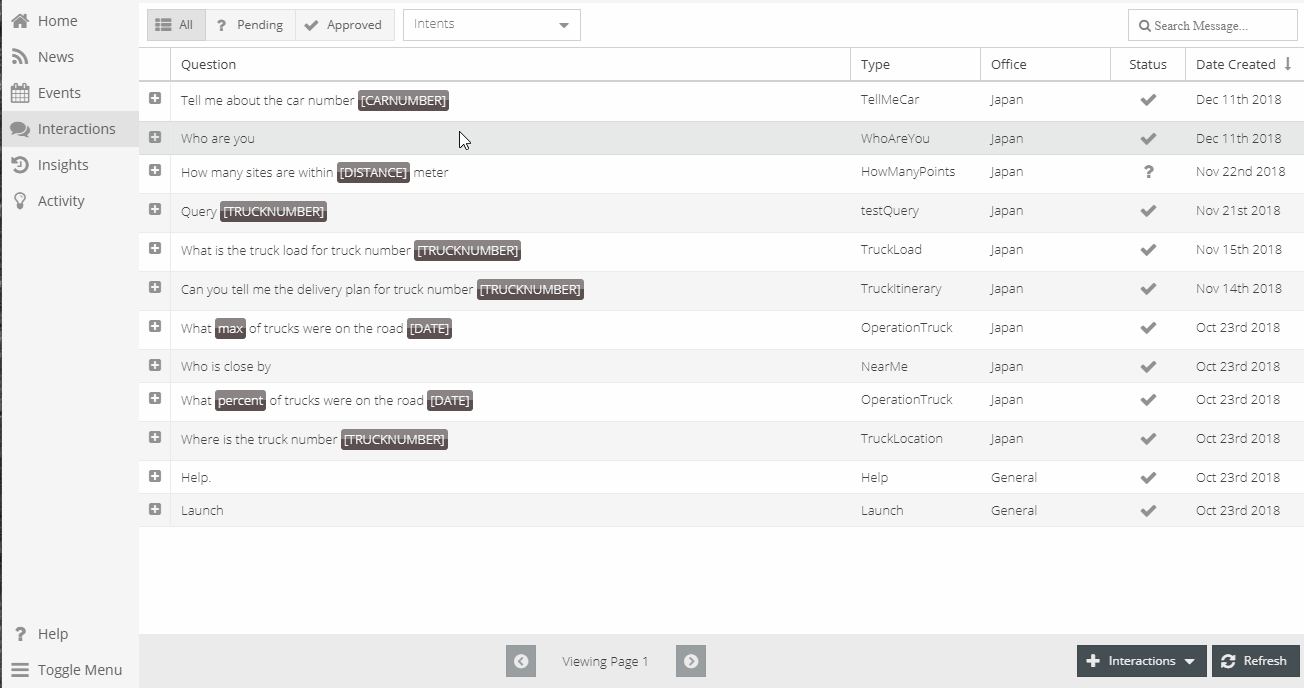 Home
News
Events
Interactions
Insights
Activity
Help
Toggle Menu
All Pending Approved Intents Search Message...
Question Type Office Status Date Created
Tell me about the car number [CARNUMBER] TellMeCar Japan Dec 11th 2018
Who are you WhoAreYou Japan Dec 11th 2018
How many sites are within [DISTANCE] meter HowManyPoints Japan ? Nov 22nd 2018
Query [TRUCKNUMBER] testQuery Japan Nov 21st 2018
What is the truck load for truck number [TRUCKNUMBER] TruckLoad Japan Nov 15th 2018
Can you tell me the delivery plan for truck number [TRUCKNUMBER] TruckItinerary Japan Nov 14th 2018
What max of trucks were on the road [DATE] OperationTruck Japan Oct 23rd 2018
Who is close by NearMe Japan Oct 23rd 2018
What percent of trucks were on the road [DATE] OperationTruck Japan Oct 23rd 2018
Where is the truck number [TRUCKNUMBER] TruckLocation Japan Oct 23rd 2018
Help. Help General Oct 23rd 2018
Launch Launch General Oct 23rd 2018
Viewing Page 1 Interactions Refresh